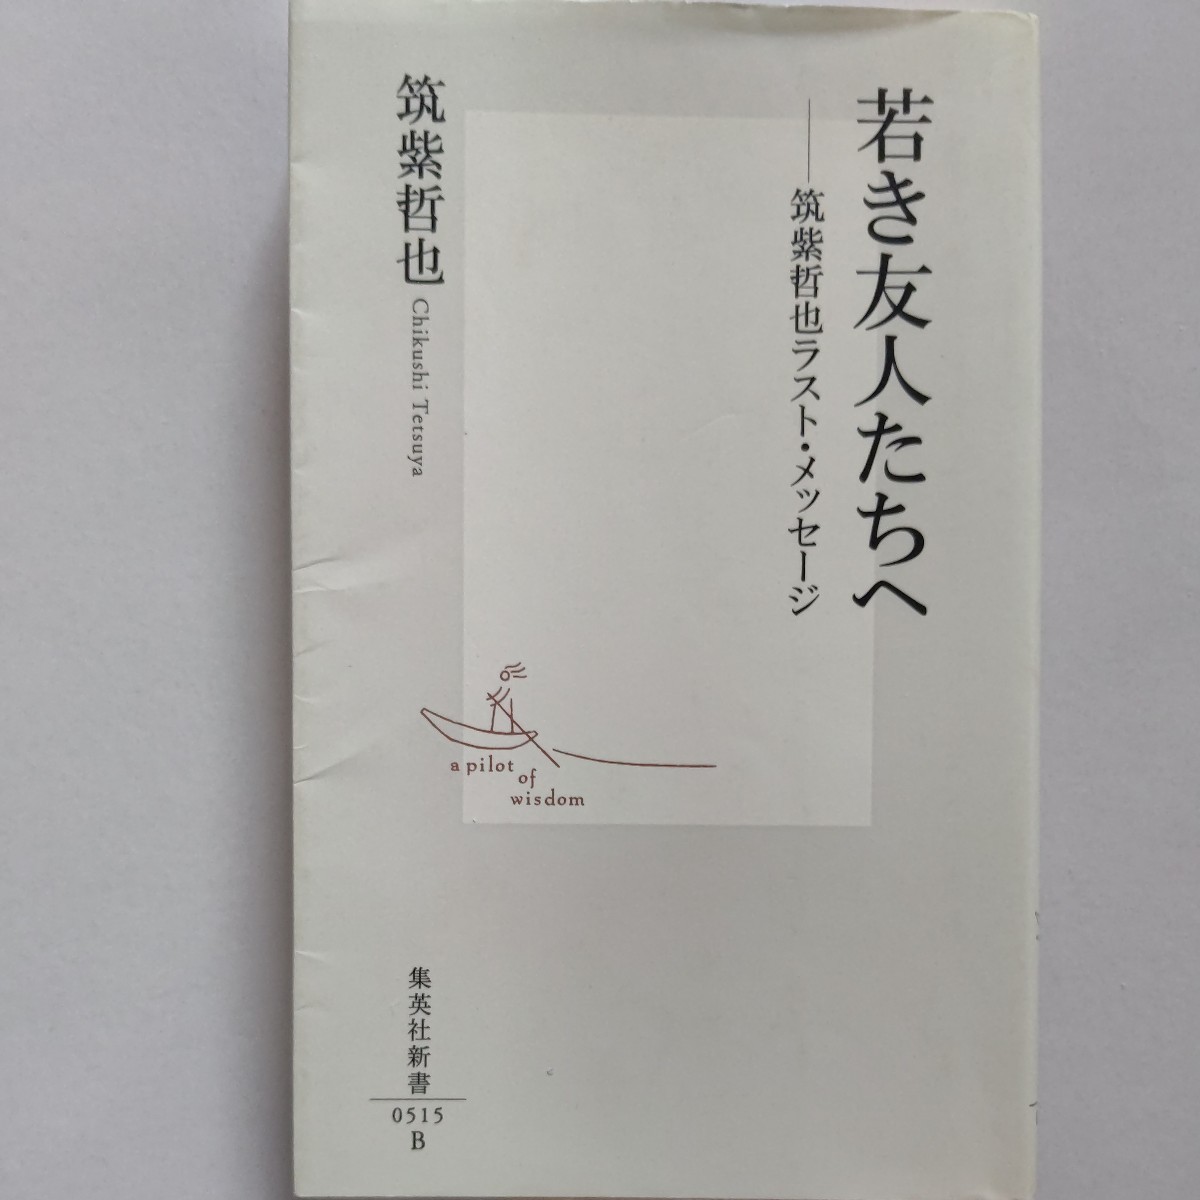 若き友人たちへ
――筑紫哲也ラスト・メッセージ
筑紫哲也
Chikushi Tetsuya
a pilot
of
wisdom
集英社新書
0515
B